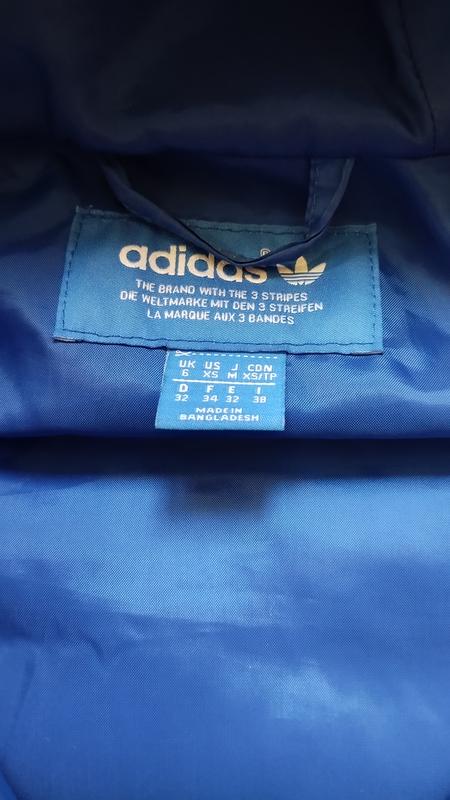 adidas®
THE BRAND WITH THE 3 STRIPES
DIE WELTMARKE MIT DEN 3 STREIFEN
LA MARQUE AUX 3 BANDES
UK US J CDN
6 XS M XS/TP
D F E I
32 34 32 38
MADE IN
BANGLADESH